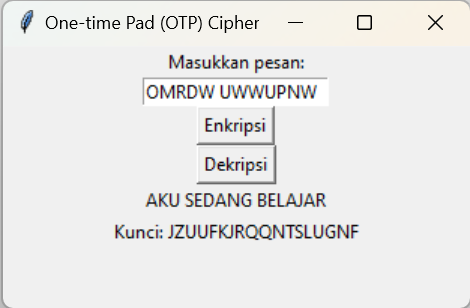 One-time Pad (OTP) Cipher
Masukkan pesan:
OMRDW UWWUPNW
Enkripsi
Dekripsi
AKU SEDANG BELAJAR
Kunci: JZUUFKJRQQNTSLUGNF